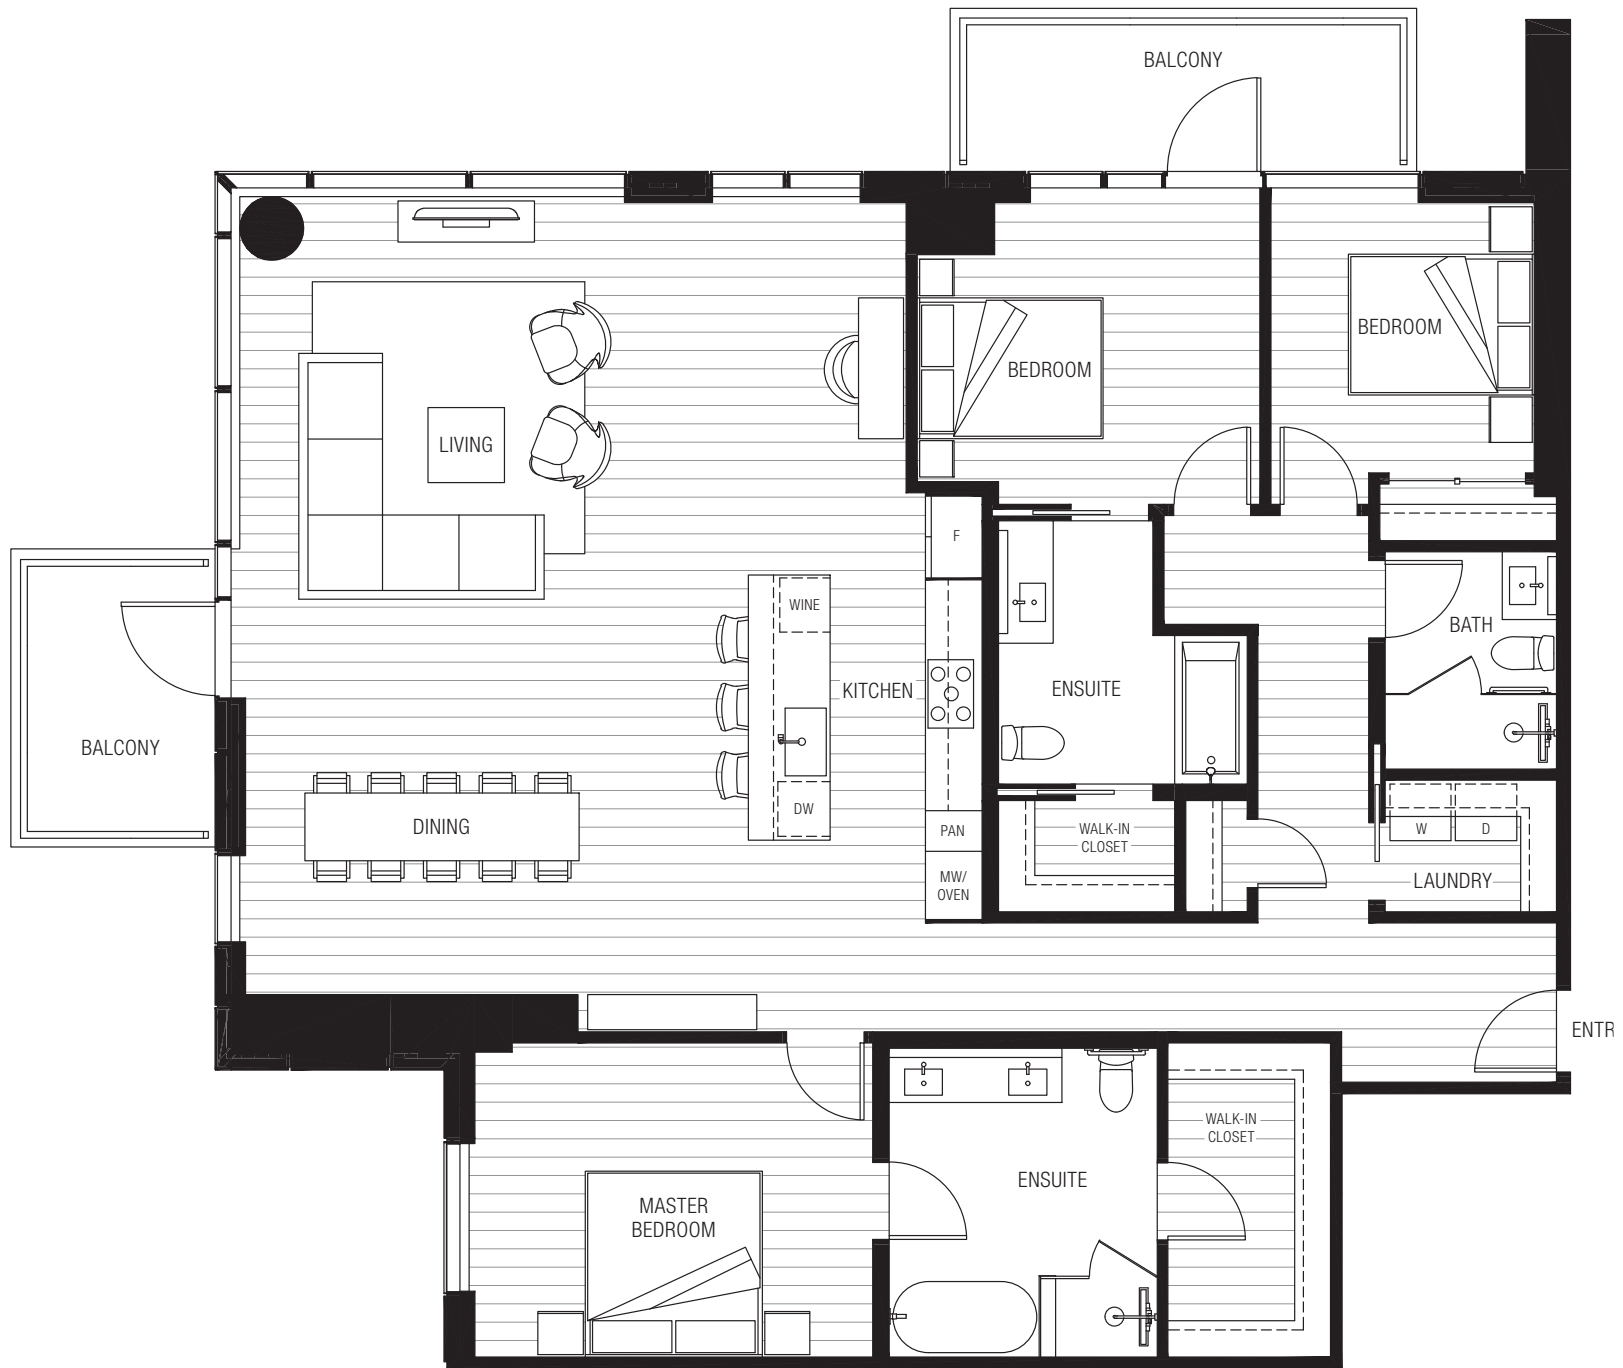 BALCONY
BEDROOM
BEDROOM
LIVING
F
WINE
BATH
KITCHEN
ENSUITE
BALCONY
DW
DINING
PAN
WALK-IN
CLOSET
W
D
MW/
OVEN
LAUNDRY
ENTR
WALK-IN
CLOSET
ENSUITE
MASTER
BEDROOM